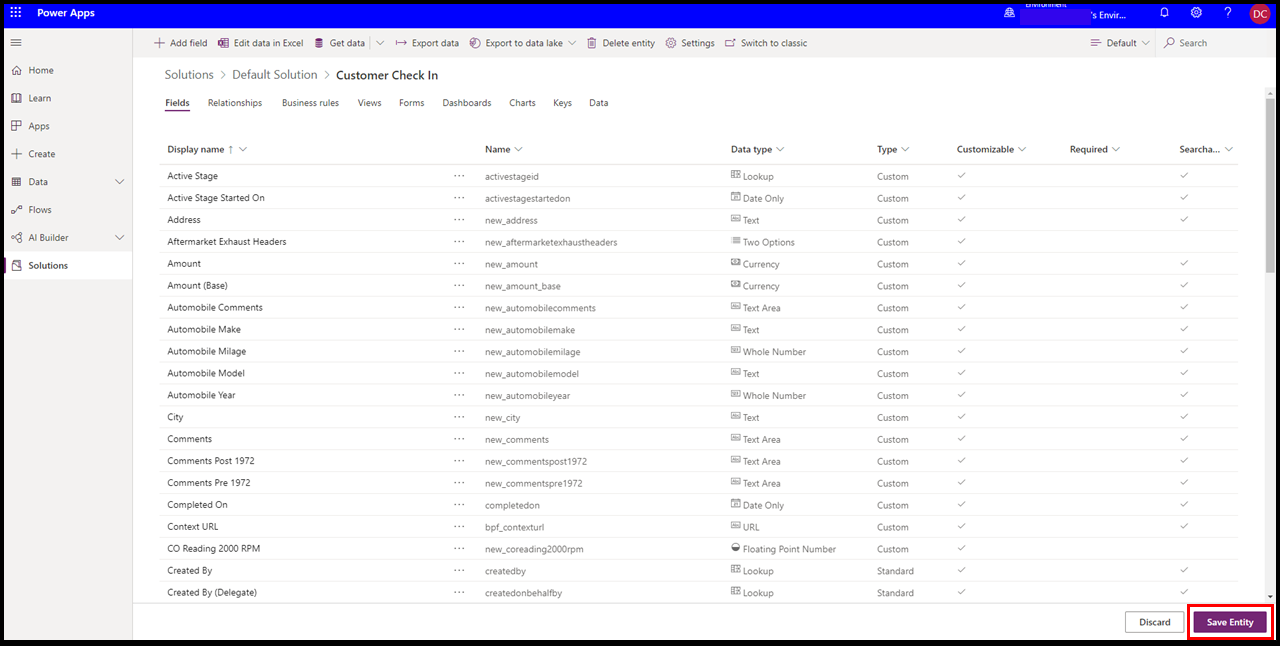 Power Apps
Environment
's Envir...
?
DC
Add field Edit data in Excel Get data Export data Export to data lake Delete entity Settings Switch to classic Default Search
Home
Learn
Apps
Create
Data
Flows
AI Builder
Solutions
Solutions > Default Solution > Customer Check In
Fields Relationships Business rules Views Forms Dashboards Charts Keys Data
Display name ↑ Name Data type Type Customizable Required Searcha...
Active Stage ··· activestageid Lookup Custom
Active Stage Started On ··· activestagestartedon Date Only Custom
Address ··· new_address Text Custom
Aftermarket Exhaust Headers ··· new_aftermarketexhaustheaders Two Options Custom
Amount ··· new_amount Currency Custom
Amount (Base) ··· new_amount_base Currency Custom
Automobile Comments ··· new_automobilecomments Text Area Custom
Automobile Make ··· new_automobilemake Text Custom
Automobile Milage ··· new_automobilemilage Whole Number Custom
Automobile Model ··· new_automobilemodel Text Custom
Automobile Year ··· new_automobileyear Whole Number Custom
City ··· new_city Text Custom
Comments ··· new_comments Text Area Custom
Comments Post 1972 ··· new_commentspost1972 Text Area Custom
Comments Pre 1972 ··· new_commentspre1972 Text Area Custom
Completed On ··· completedon Date Only Custom
Context URL ··· bpf_contexturl URL Custom
CO Reading 2000 RPM ··· new_coreading2000rpm Floating Point Number Custom
Created By ··· createdby Lookup Standard
Created By (Delegate) ··· createdonbehalfby Lookup Standard
Discard Save Entity